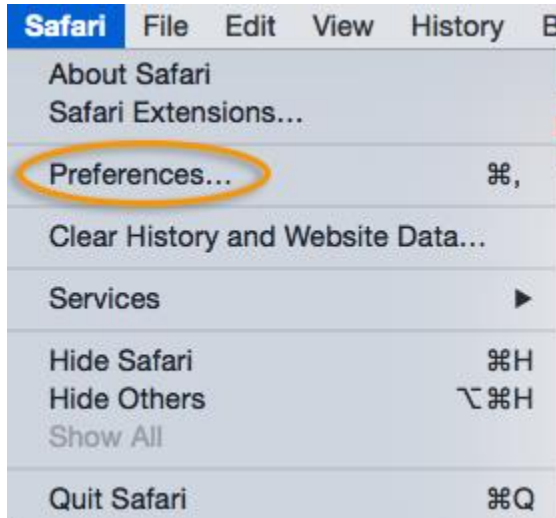 Safari File Edit View History B
About Safari
Safari Extensions...
Preferences... ⌘,
Clear History and Website Data...
Services ▶
Hide Safari ⌘H
Hide Others ⌥⌘H
Show All
Quit Safari ⌘Q